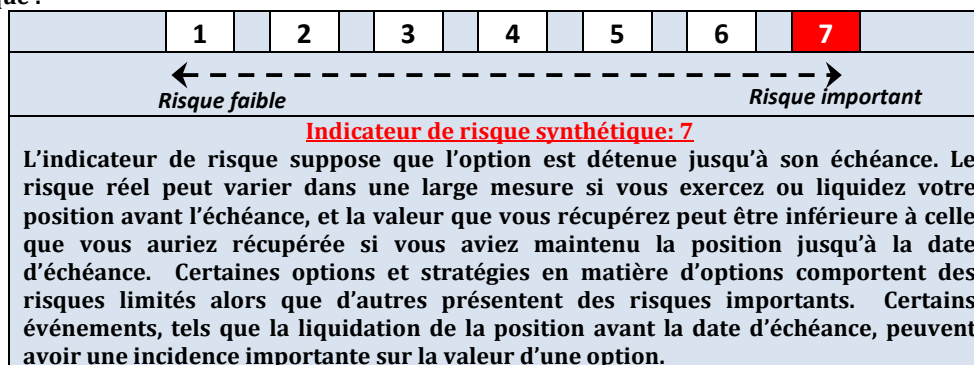 que :
1 2 3 4 5 6 7
Risque faible Risque important
Indicateur de risque synthétique: 7
L’indicateur de risque suppose que l’option est détenue jusqu’à son échéance. Le
risque réel peut varier dans une large mesure si vous exercez ou liquidez votre
position avant l’échéance, et la valeur que vous récupérez peut être inférieure à celle
que vous auriez récupérée si vous aviez maintenu la position jusqu’à la date
d’échéance. Certaines options et stratégies en matière d’options comportent des
risques limités alors que d’autres présentent des risques importants. Certains
événements, tels que la liquidation de la position avant la date d’échéance, peuvent
avoir une incidence importante sur la valeur d’une option.